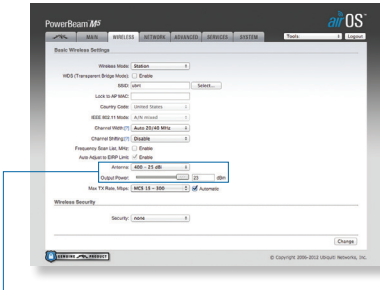 PowerBeam M5
airOS
MAIN WIRELESS NETWORK ADVANCED SERVICES SYSTEM Tools: Logout
Basic Wireless Settings
Wireless Mode: Station
WDS (Transparent Bridge Mode): Enable
SSID: ubnt Select...
Lock to AP MAC:
Country Code: United States
IEEE 802.11 Mode: A/N mixed
Channel Width:[?] Auto 20/40 MHz
Channel Shifting:[?] Disable
Frequency Scan List, MHz: Enable
Auto Adjust to EIRP Limit: Enable
Antenna: 400 - 25 dBi
Output Power: 25 dBm
Max TX Rate, Mbps: MCS 15 - 300 Automatic
Wireless Security
Security: none
Change
GENUINE PRODUCT
© Copyright 2006-2012 Ubiquiti Networks, Inc.